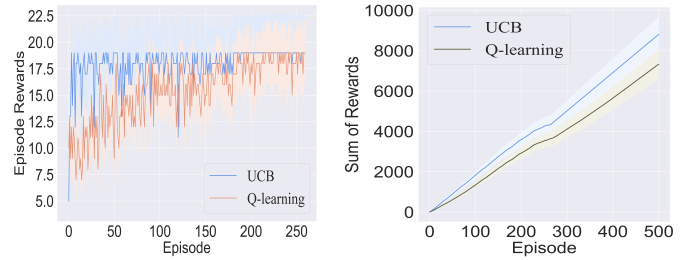 Episode Rewards
22.5
20.0
17.5
15.0
12.5
10.0
7.5
5.0
UCB
Q-learning
0 50 100 150 200 250
Episode
Sum of Rewards
10000
8000
6000
4000
2000
0
UCB
Q-learning
0 100 200 300 400 500
Episode